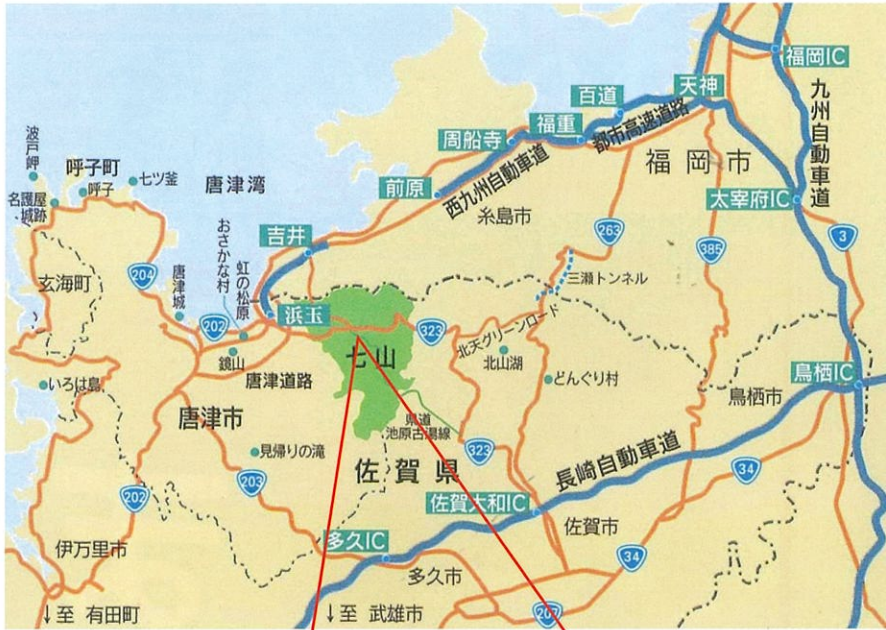 福岡IC
天神
百道
福重
周船寺
都市高速道路
九州自動車道
福岡市
前原
西九州自動車道
糸島市
太宰府IC
波戸岬
呼子町
呼子
七ツ釜
名護屋城跡
唐津湾
おさかな村
虹の松原
吉井
263
385
3
三瀬トンネル
玄海町
204
唐津城
202
浜玉
323
北天グリーンロード
北山湖
鏡山
七山
どんぐり村
唐津道路
いろは島
鳥栖IC
鳥栖市
唐津市
県道
池原古湯線
見帰りの滝
323
長崎自動車道
34
202
203
佐賀県
佐賀大和IC
佐賀市
伊万里市
多久IC
34
多久市
↓至 有田町
↓至 武雄市